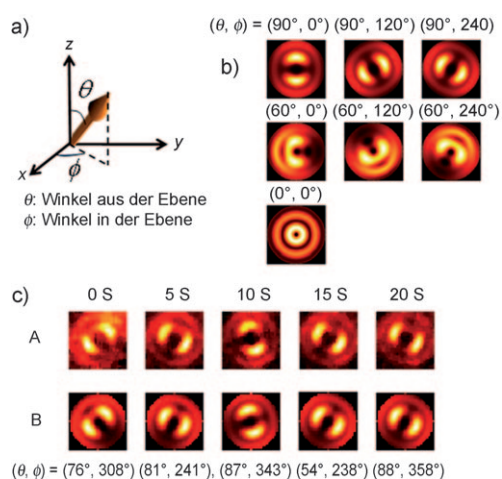 a)
z
θ
y
x
ϕ
θ: Winkel aus der Ebene
ϕ: Winkel in der Ebene
(θ, ϕ) = (90°, 0°) (90°, 120°) (90°, 240)
b)
(60°, 0°) (60°, 120°) (60°, 240°)
(0°, 0°)
c)
0 S 5 S 10 S 15 S 20 S
A
B
(θ, ϕ) = (76°, 308°) (81°, 241°), (87°, 343°) (54°, 238°) (88°, 358°)